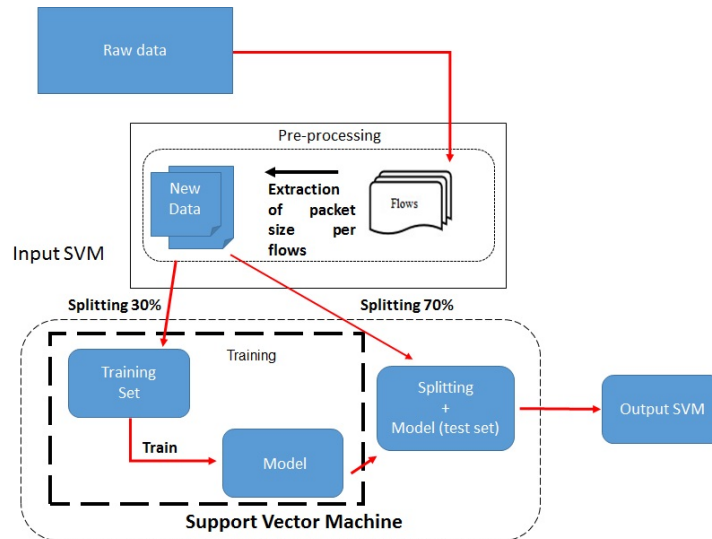 Raw data
Pre-processing
New
Data
Extraction
of packet
size per
flows
Flows
Input SVM
Splitting 30%
Splitting 70%
Training
Training
Set
Train
Model
Splitting
+
Model (test set)
Output SVM
Support Vector Machine